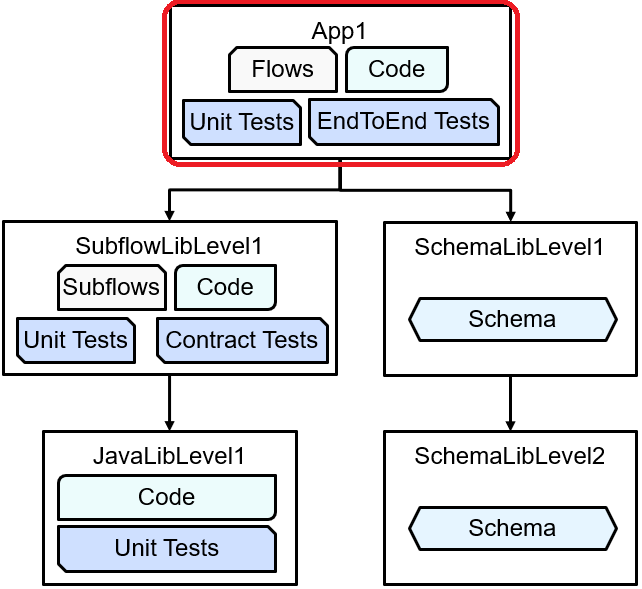 App1
Flows
Code
Unit Tests
EndToEnd Tests
SubflowLibLevel1
Subflows
Code
Unit Tests
Contract Tests
SchemaLibLevel1
Schema
JavaLibLevel1
Code
Unit Tests
SchemaLibLevel2
Schema